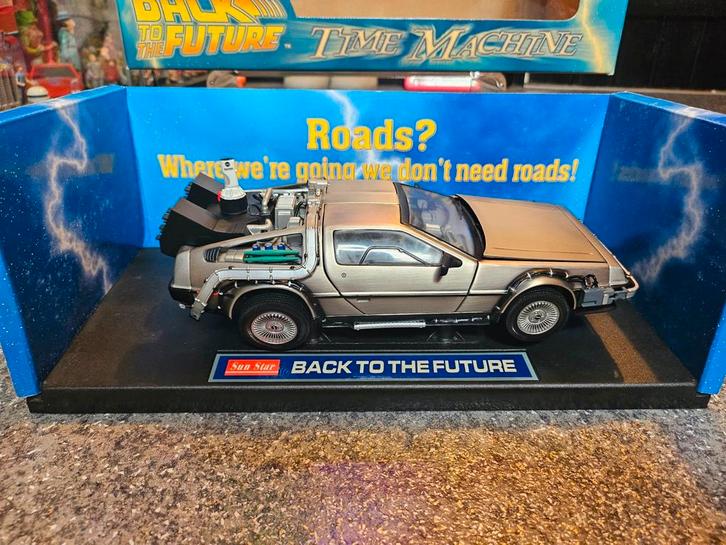 BACK
TO THE FUTURE™
TIME MACHINE
Roads?
Where we're going we don't need roads!
Sun Star
BACK TO THE FUTURE